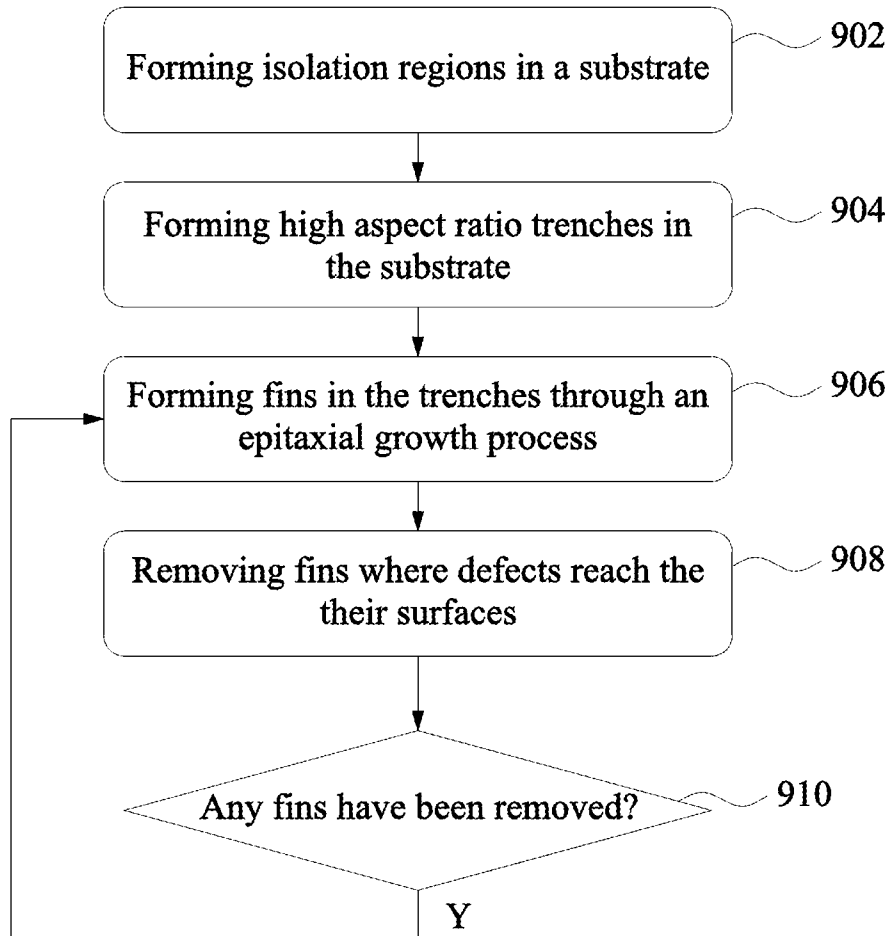 Forming isolation regions in a substrate
902
Forming high aspect ratio trenches in
the substrate
904
Forming fins in the trenches through an
epitaxial growth process
906
Removing fins where defects reach the
their surfaces
908
Any fins have been removed?
910
Y